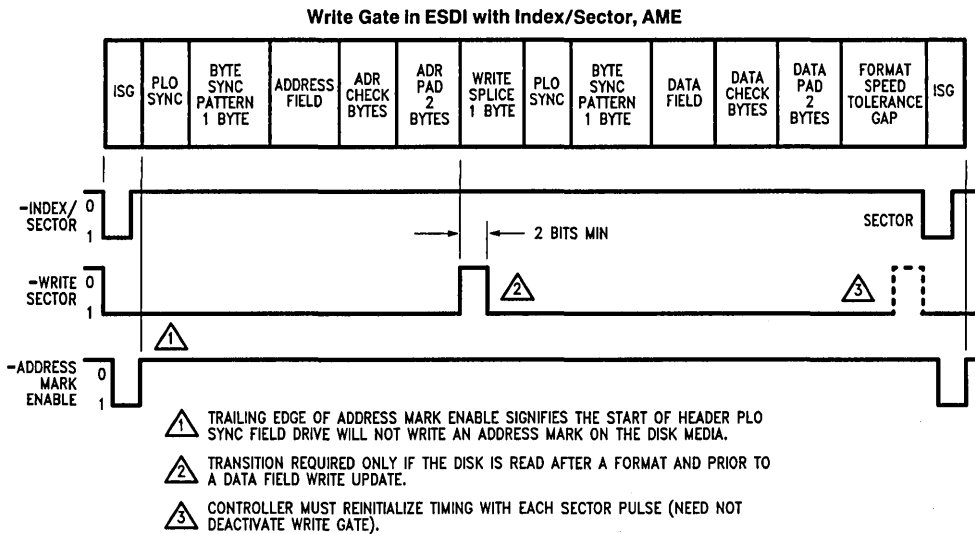 Write Gate in ESDI with Index/Sector, AME
ISG
PLO
SYNC
BYTE
SYNC
PATTERN
1 BYTE
ADDRESS
FIELD
ADR
CHECK
BYTES
ADR
PAD
2
BYTES
WRITE
SPLICE
1 BYTE
PLO
SYNC
BYTE
SYNC
PATTERN
1 BYTE
DATA
FIELD
DATA
CHECK
BYTES
DATA
PAD
2
BYTES
FORMAT
SPEED
TOLERANCE
GAP
ISG
-INDEX/
SECTOR
0
1
2 BITS MIN
SECTOR
-WRITE
SECTOR
0
1
2
3
1
-ADDRESS
MARK
ENABLE
0
1
1 TRAILING EDGE OF ADDRESS MARK ENABLE SIGNIFIES THE START OF HEADER PLO
SYNC FIELD DRIVE WILL NOT WRITE AN ADDRESS MARK ON THE DISK MEDIA.
2 TRANSITION REQUIRED ONLY IF THE DISK IS READ AFTER A FORMAT AND PRIOR TO
A DATA FIELD WRITE UPDATE.
3 CONTROLLER MUST REINITIALIZE TIMING WITH EACH SECTOR PULSE (NEED NOT
DEACTIVATE WRITE GATE).